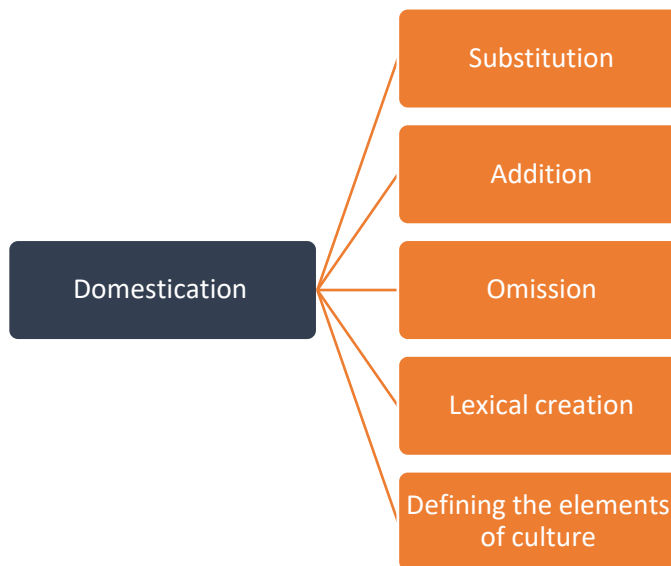 Domestication
Substitution
Addition
Omission
Lexical creation
Defining the elements
of culture